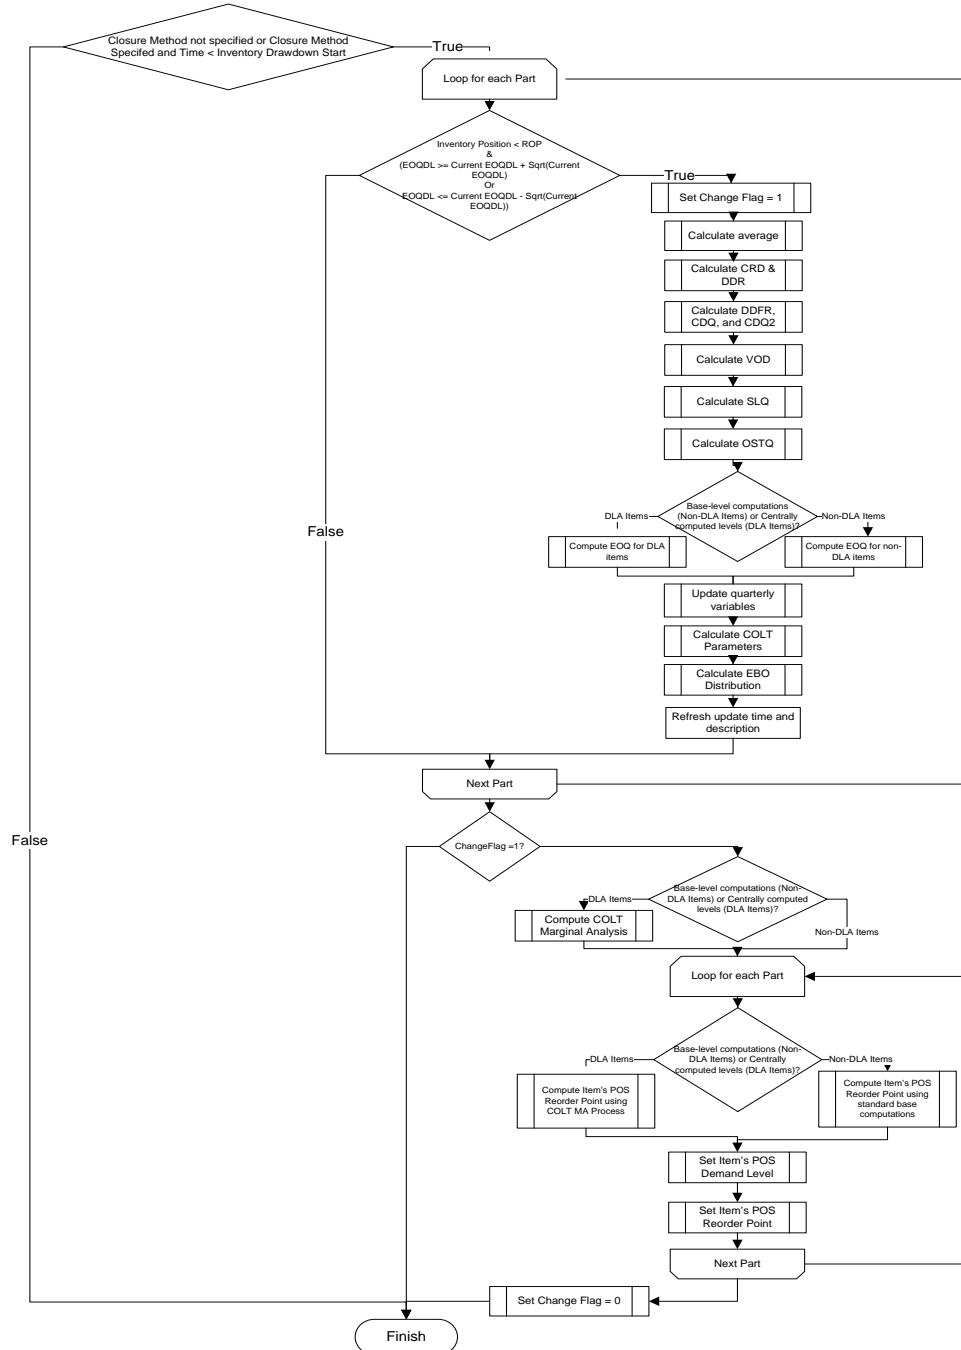 Closure Method not specified or Closure Method
Specifed and Time < Inventory Drawdown Start
True
Loop for each Part
Inventory Position < ROP
&
(EOQDL >= Current EOQDL + Sqrt(Current
EOQDL)
Or
EOQDL <= Current EOQDL - Sqrt(Current
EOQDL))
True
Set Change Flag = 1
Calculate average
Calculate CRD &
DDR
Calculate DDFR,
CDQ, and CDQ2
Calculate VOD
Calculate SLQ
Calculate OSTQ
Base-level computations
(Non-DLA Items) or Centrally
computed levels (DLA Items)?
DLA Items
Non-DLA Items
False
Compute EOQ for DLA
items
Compute EOQ for non-
DLA items
Update quarterly
variables
Calculate COLT
Parameters
Calculate EBO
Distribution
Refresh update time and
description
Next Part
False
ChangeFlag =1?
Base-level computations (Non-
DLA Items) or Centrally computed
levels (DLA Items)?
DLA Items
Non-DLA Items
Compute COLT
Marginal Analysis
Loop for each Part
Base-level computations (Non-
DLA Items) or Centrally
computed levels (DLA Items)?
DLA Items
Non-DLA Items
Compute Item's POS
Reorder Point using
COLT MA Process
Compute Item's POS
Reorder Point using
standard base
computations
Set Item's POS
Demand Level
Set Item's POS
Reorder Point
Next Part
Set Change Flag = 0
Finish